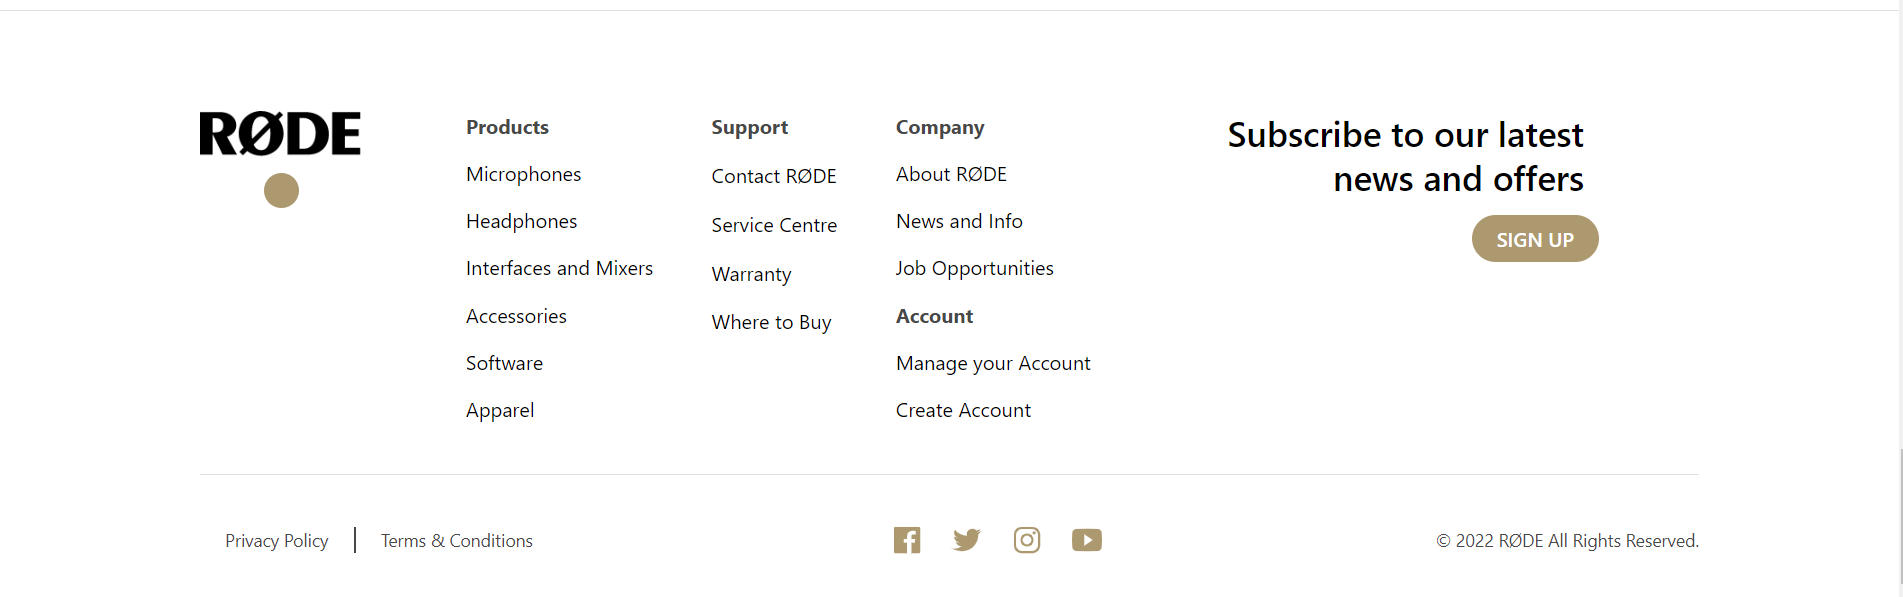 RØDE
Products
Microphones
Headphones
Interfaces and Mixers
Accessories
Software
Apparel
Support
Contact RØDE
Service Centre
Warranty
Where to Buy
Company
About RØDE
News and Info
Job Opportunities
Account
Manage your Account
Create Account
Subscribe to our latest
news and offers
SIGN UP
Privacy Policy
Terms & Conditions
© 2022 RØDE All Rights Reserved.